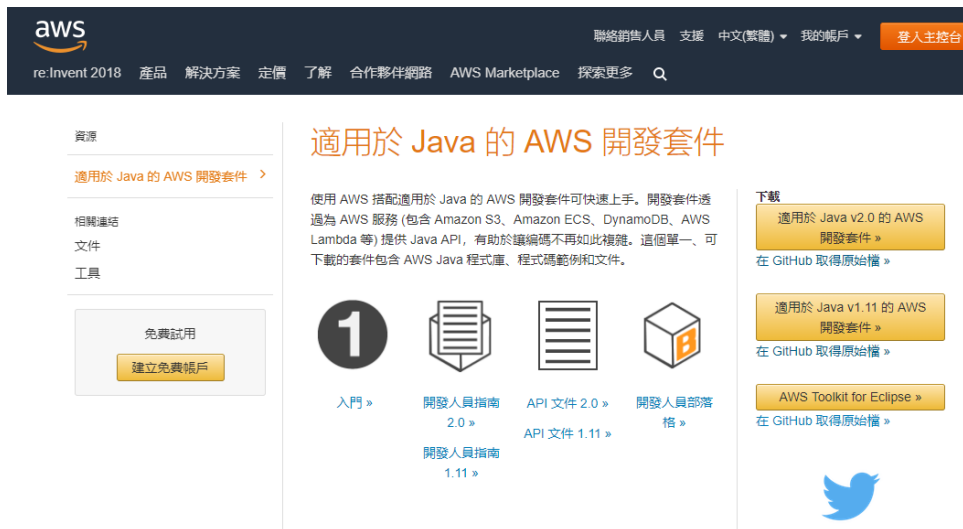 aws
聯絡銷售人員 支援 中文(繁體) 我的帳戶 登入主控台
re:Invent 2018 產品 解決方案 定價 了解 合作夥伴網路 AWS Marketplace 探索更多
資源
適用於 Java 的 AWS 開發套件
相關連結
文件
工具
免費試用
建立免費帳戶
適用於 Java 的 AWS 開發套件
使用 AWS 搭配適用於 Java 的 AWS 開發套件可快速上手。開發套件透
過為 AWS 服務 (包含 Amazon S3、Amazon ECS、DynamoDB、AWS
Lambda 等) 提供 Java API，有助於讓編碼不再如此複雜。這個單一、可
下載的套件包含 AWS Java 程式庫、程式碼範例和文件。
1
入門 »
開發人員指南
2.0 »
開發人員指南
1.11 »
API 文件 2.0 »
API 文件 1.11 »
B
開發人員部落
格 »
下載
適用於 Java v2.0 的 AWS
開發套件 »
在 GitHub 取得原始檔 »
適用於 Java v1.11 的 AWS
開發套件 »
在 GitHub 取得原始檔 »
AWS Toolkit for Eclipse »
在 GitHub 取得原始檔 »